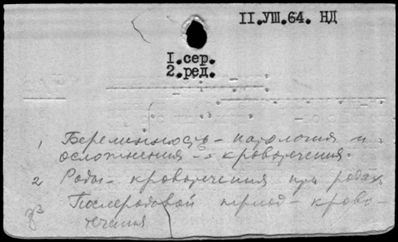 II.УШ.64. НД
I.сер.
2.ред.
1 Беременность - патология и
осложнения - кровотечения.
2 Роды - кровотечения при родах
3 Послеродовой период - крово-
течения